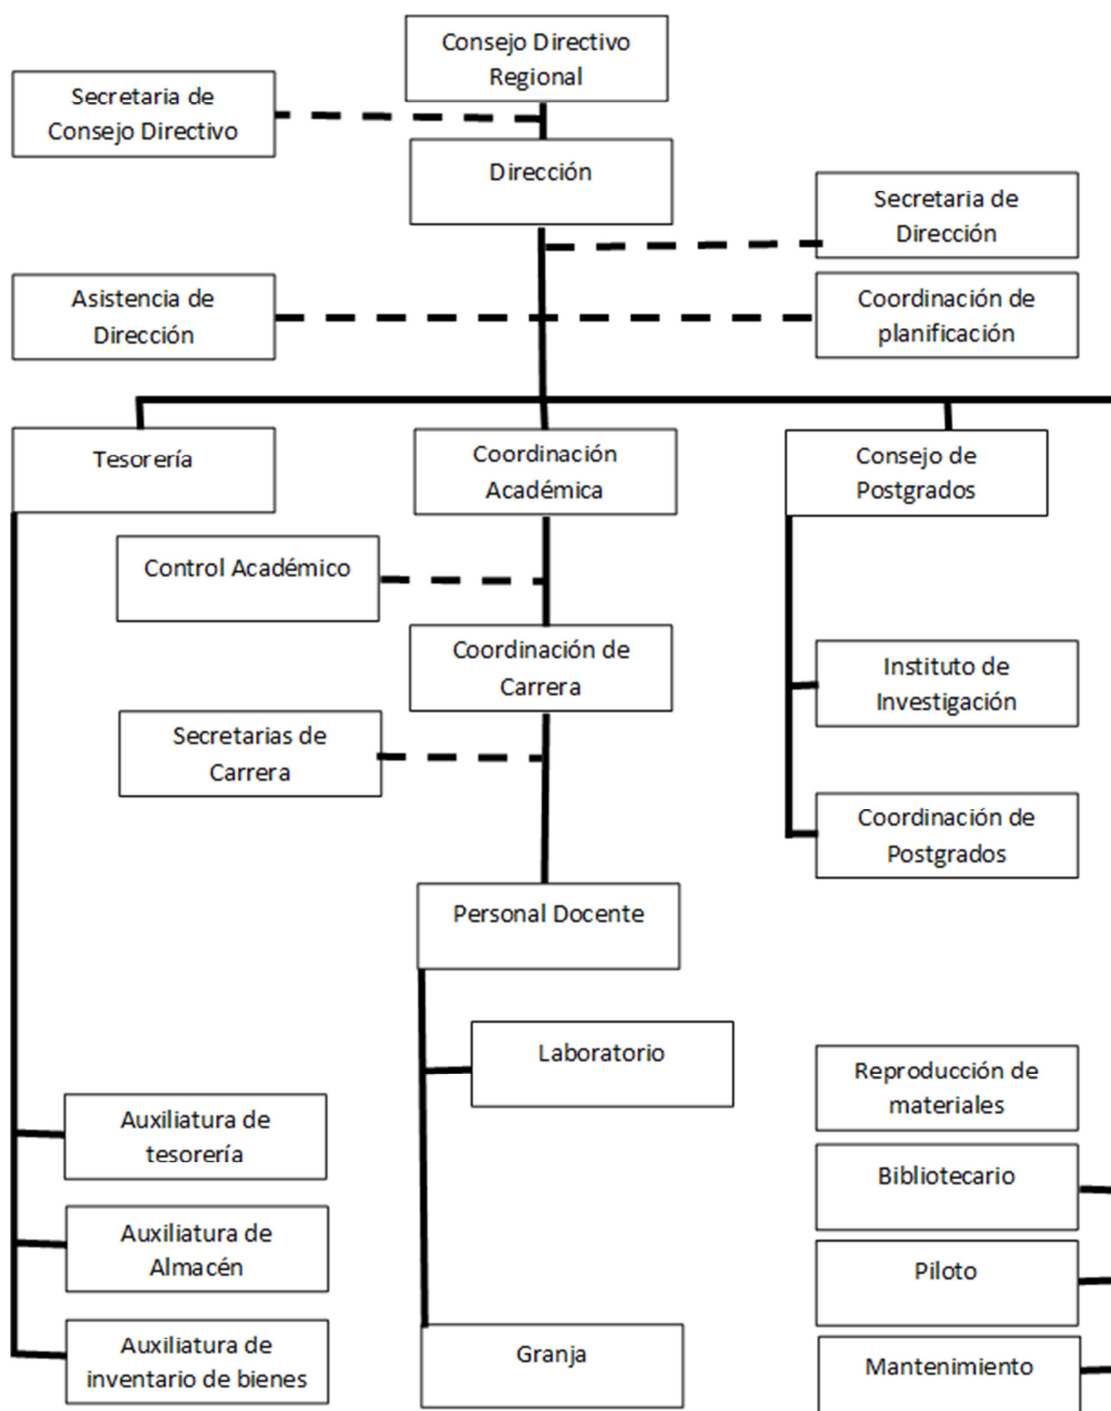 Consejo Directivo
Regional
Secretaria de
Consejo Directivo
Dirección
Secretaria de
Dirección
Asistencia de
Dirección
Coordinación de
planificación
Tesorería
Coordinación
Académica
Consejo de
Postgrados
Control Académico
Coordinación de
Carrera
Instituto de
Investigación
Secretarias de
Carrera
Coordinación de
Postgrados
Personal Docente
Laboratorio
Reproducción de
materiales
Auxiliatura de
tesorería
Bibliotecario
Auxiliatura de
Almacén
Piloto
Auxiliatura de
inventario de bienes
Granja
Mantenimiento